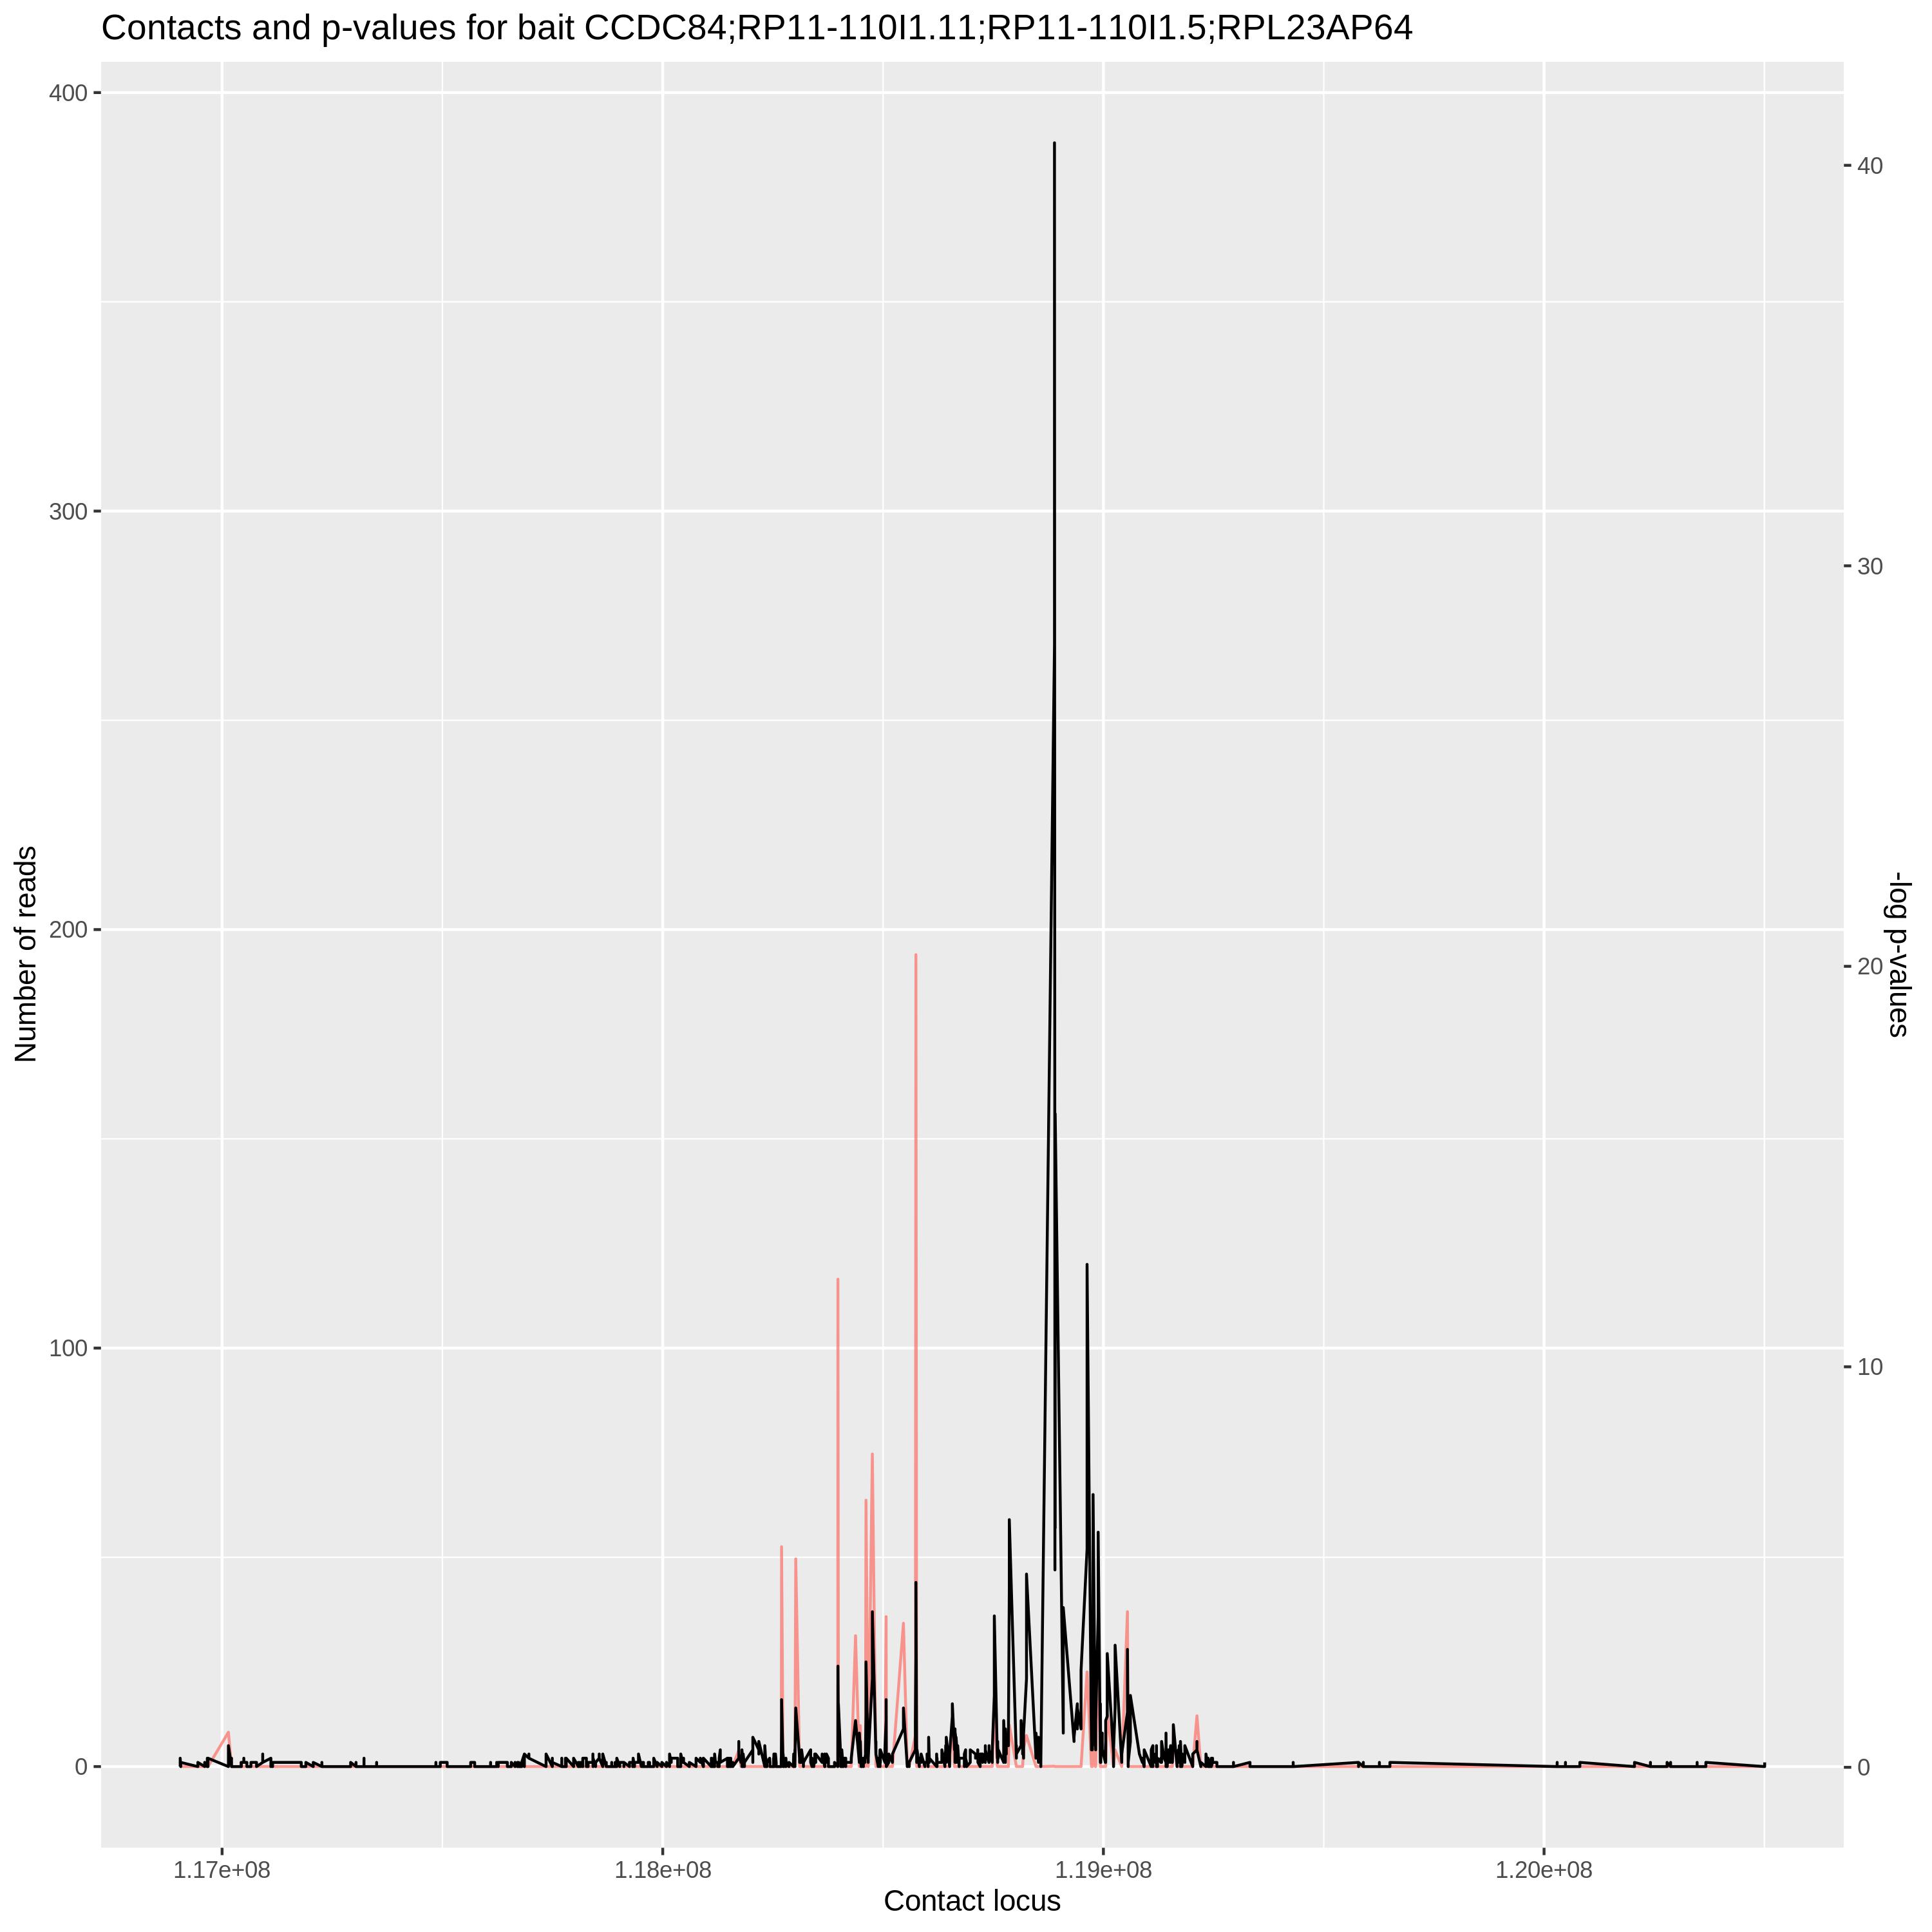 Contacts and p-values for bait CCDC84;RP11-110I1.11;RP11-110I1.5;RPL23AP64
400
300
200
100
0
Number of reads
40
30
20
10
0
-log p-values
1.17e+08
1.18e+08
1.19e+08
1.20e+08
Contact locus